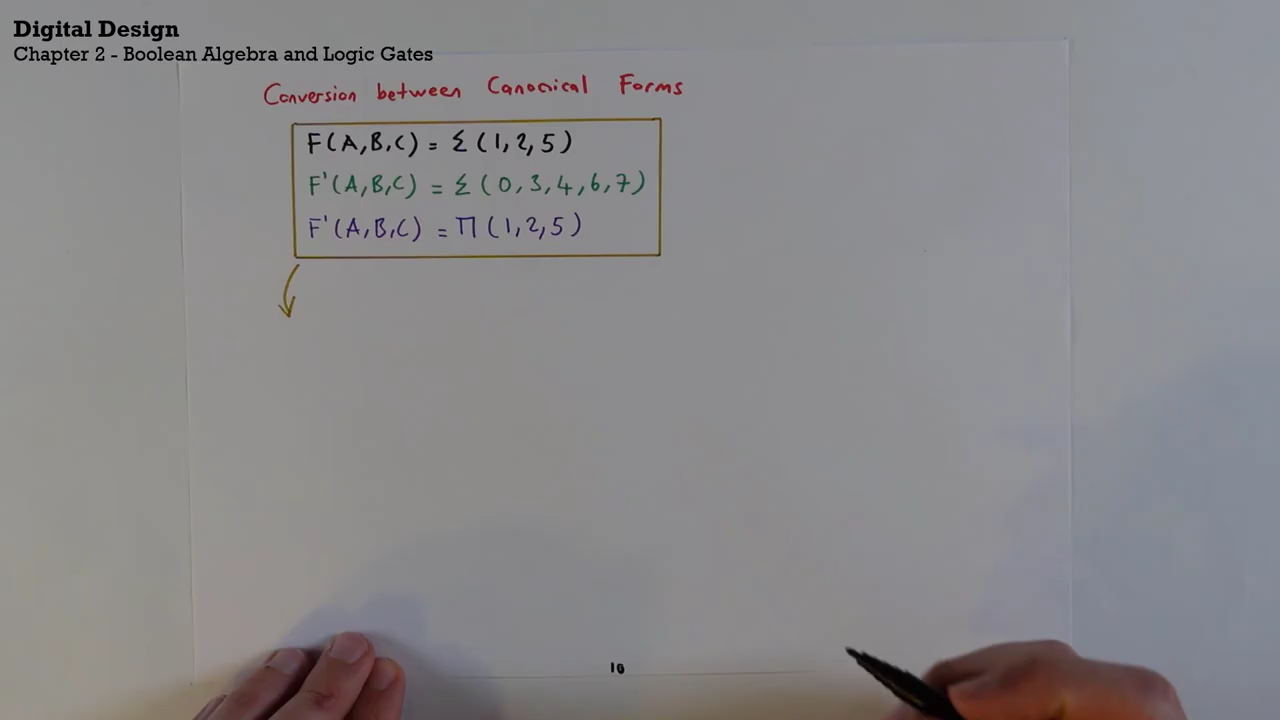 Digital Design
Chapter 2 - Boolean Algebra and Logic Gates
Conversion between Canonical Forms
F(A,B,C) = Σ(1,2,5)
F'(A,B,C) = Σ(0,3,4,6,7)
F'(A,B,C) = Π(1,2,5)
10